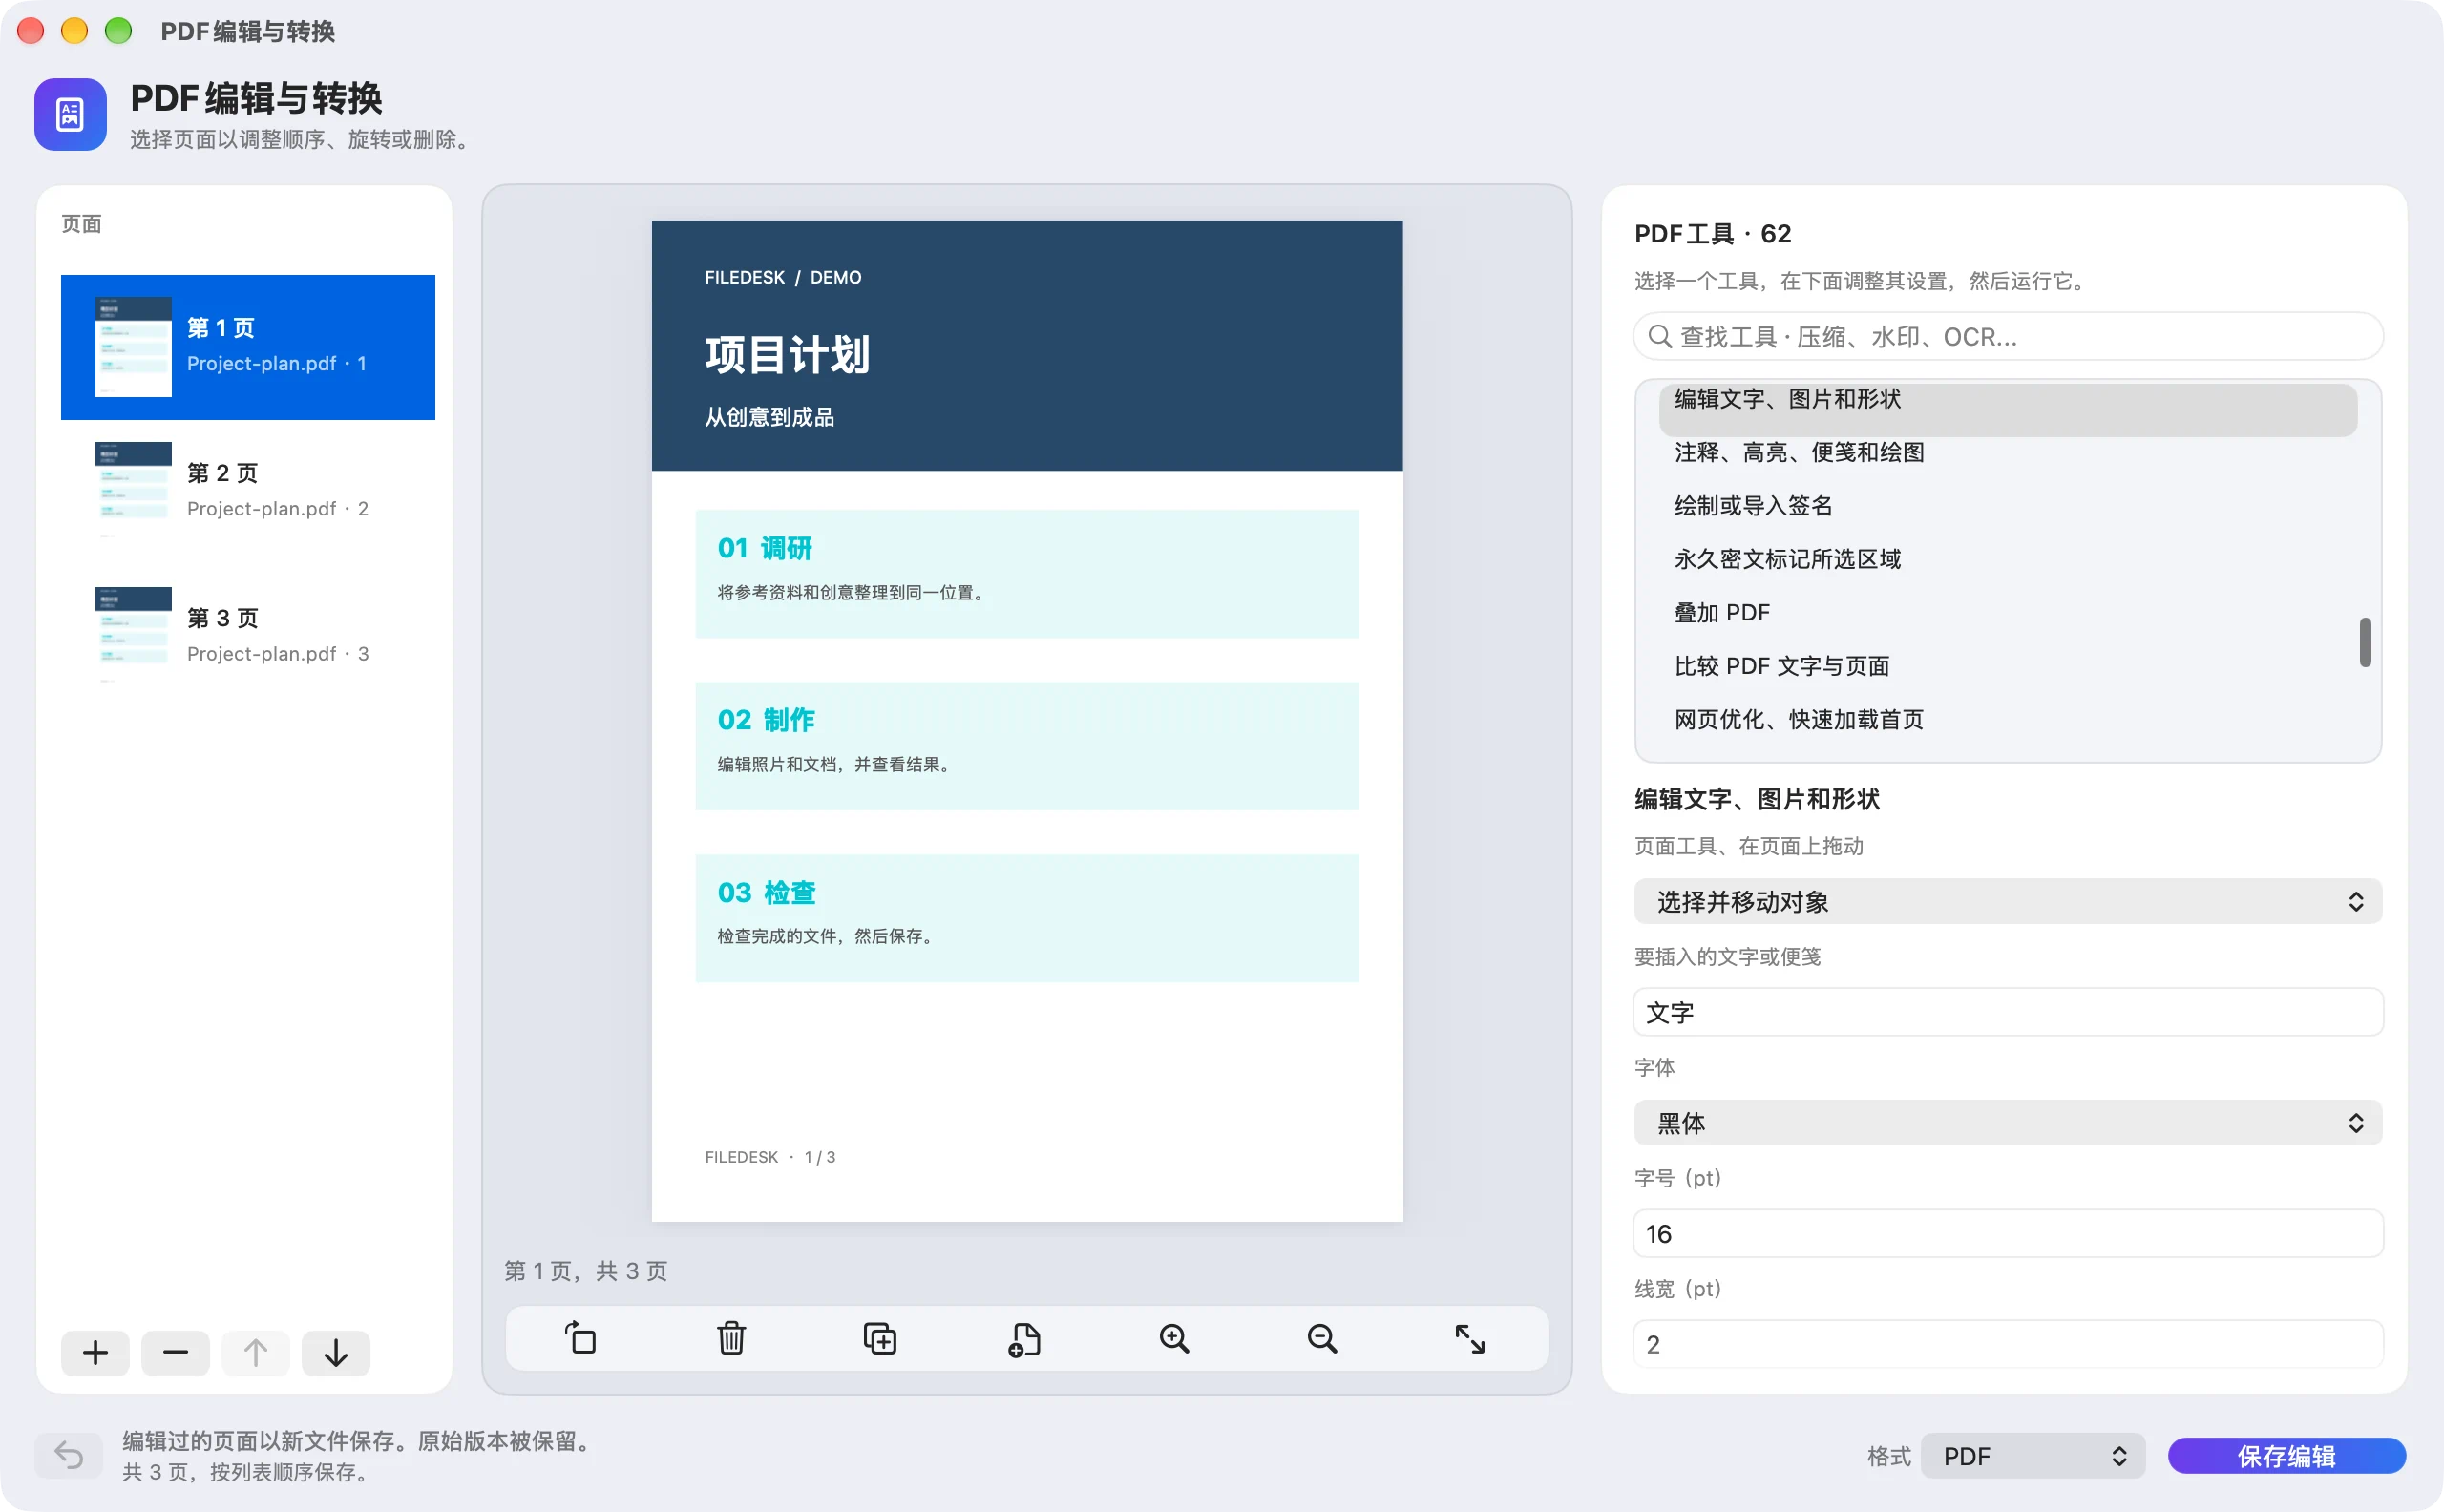 PDF编辑与转换
PDF编辑与转换
选择页面以调整顺序、旋转或删除。
页面
第 1 页
Project-plan.pdf · 1
第 2 页
Project-plan.pdf · 2
第 3 页
Project-plan.pdf · 3
FILEDESK / DEMO
项目计划
从创意到成品
01 调研
将参考资料和创意整理到同一位置。
02 制作
编辑照片和文档，并查看结果。
03 检查
检查完成的文件，然后保存。
FILEDESK · 1 / 3
第 1 页，共 3 页
PDF工具 · 62
选择一个工具，在下面调整其设置，然后运行它。
查找工具 · 压缩、水印、OCR...
编辑文字、图片和形状
注释、高亮、便笺和绘图
绘制或导入签名
永久密文标记所选区域
叠加 PDF
比较 PDF 文字与页面
网页优化、快速加载首页
编辑文字、图片和形状
页面工具、在页面上拖动
选择并移动对象
要插入的文字或便笺
文字
字体
黑体
字号（pt）
16
线宽（pt）
2
编辑过的页面以新文件保存。原始版本被保留。
共 3 页，按列表顺序保存。
格式
PDF
保存编辑